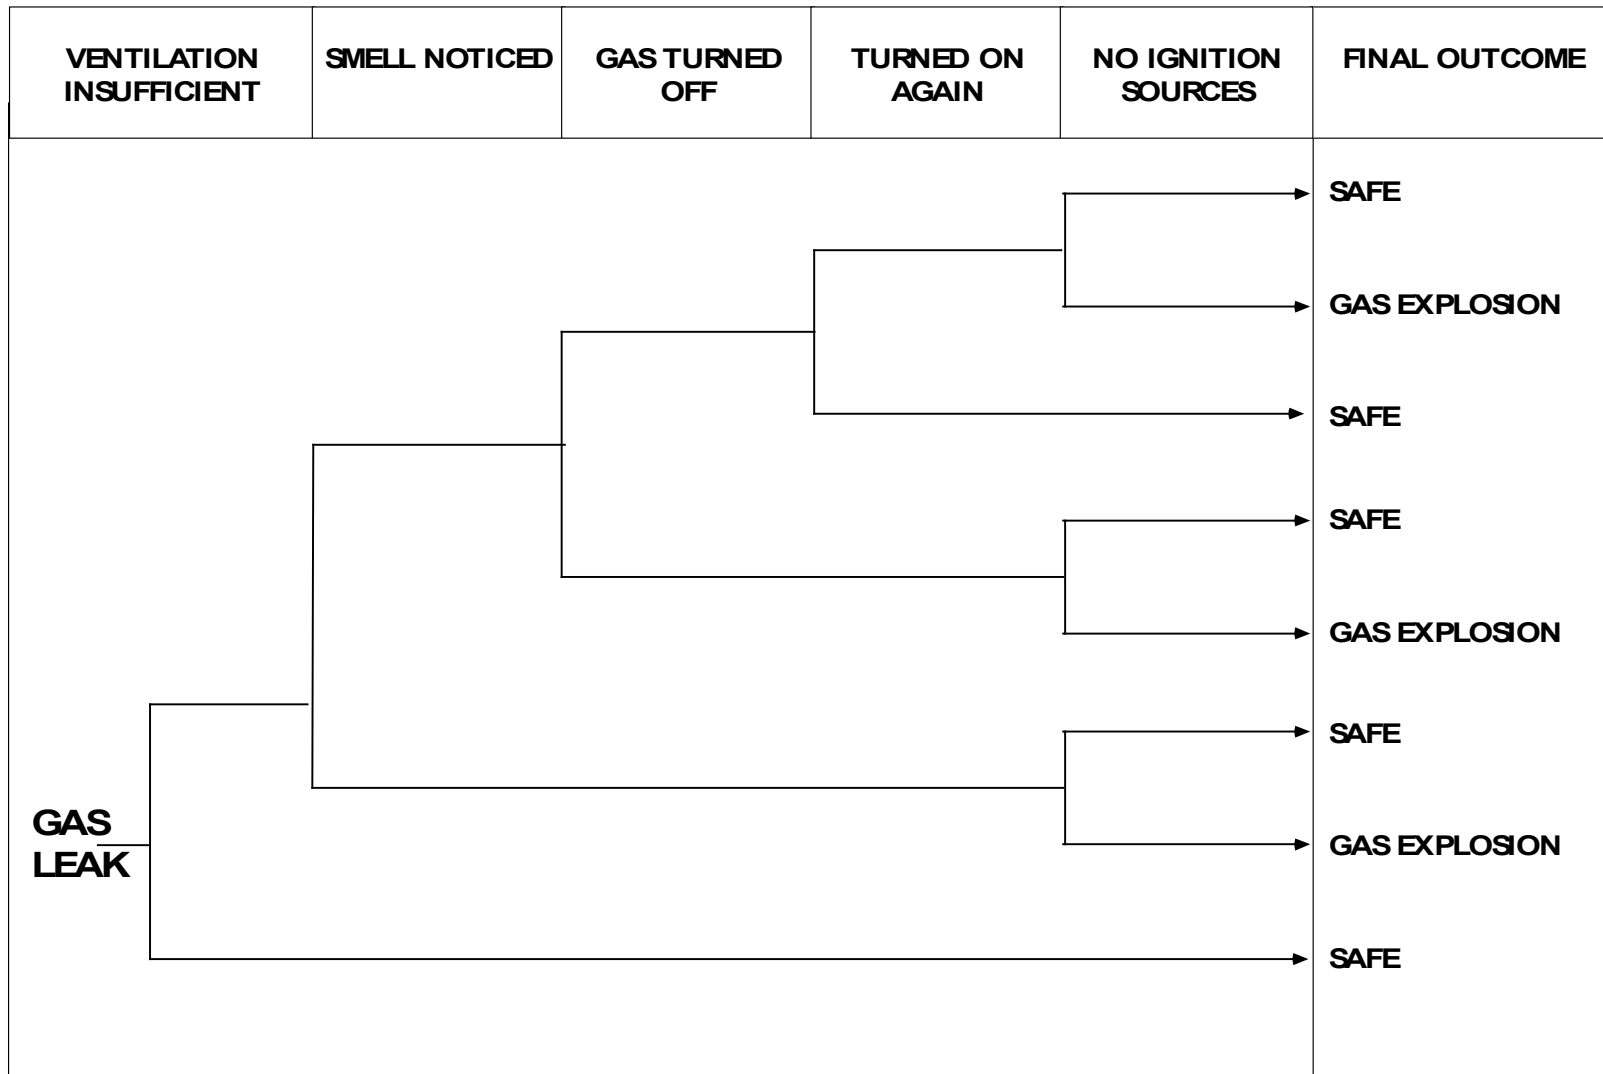 VENTILATION
INSUFFICIENT
SMELL NOTICED
GAS TURNED
OFF
TURNED ON
AGAIN
NO IGNITION
SOURCES
FINAL OUTCOME
SAFE
GAS EXPLOSION
SAFE
SAFE
GAS EXPLOSION
SAFE
GAS
LEAK
GAS EXPLOSION
SAFE